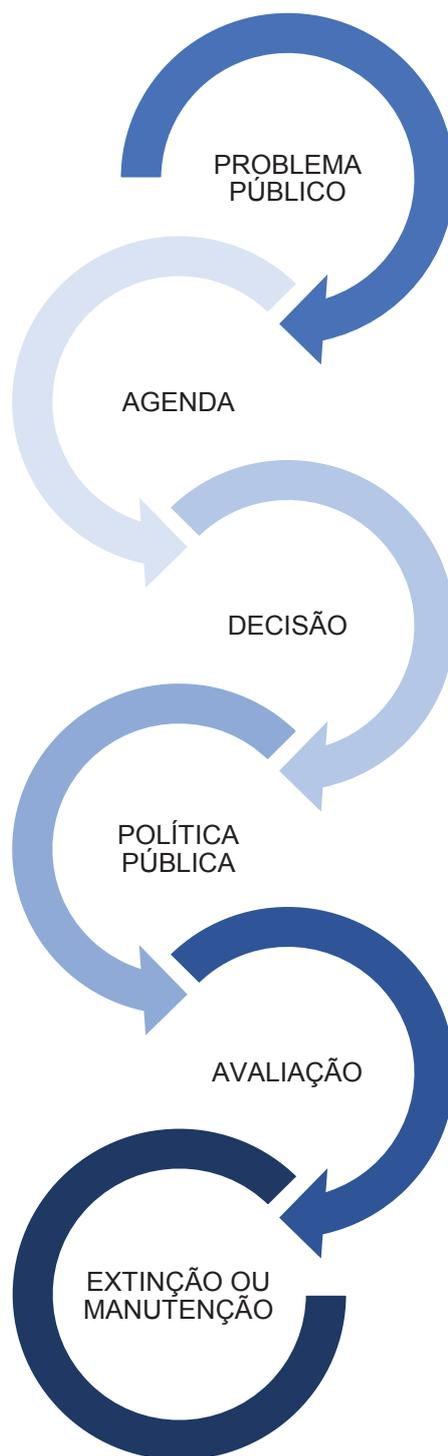 PROBLEMA
PÚBLICO
AGENDA
DECISÃO
POLÍTICA
PÚBLICA
AVALIAÇÃO
EXTINÇÃO OU
MANUTENÇÃO